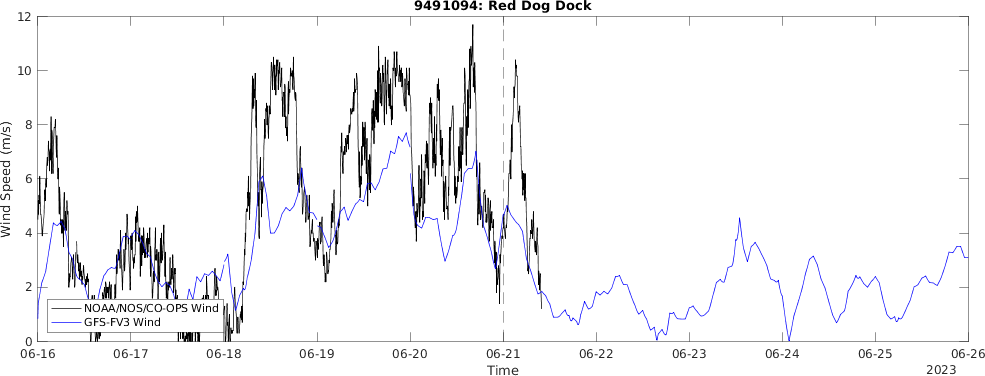 9491094: Red Dog Dock
12
10
8
6
4
2
0
Wind Speed (m/s)
NOAA/NOS/CO-OPS Wind
GFS-FV3 Wind
06-16 06-17 06-18 06-19 06-20 06-21 06-22 06-23 06-24 06-25 06-26
Time
2023